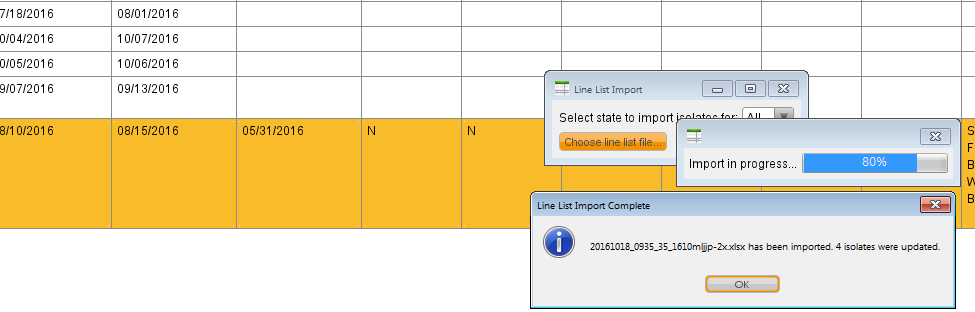 7/18/2016 08/01/2016
0/04/2016 10/07/2016
0/05/2016 10/06/2016
9/07/2016 09/13/2016
8/10/2016 08/15/2016 05/31/2016 N N S
F
B
W
B
Line List Import
Select state to import isolates for: All
Choose line list file...
Import in progress... 80%
Line List Import Complete
20161018_0935_35_1610mljjp-2x.xlsx has been imported. 4 isolates were updated.
OK